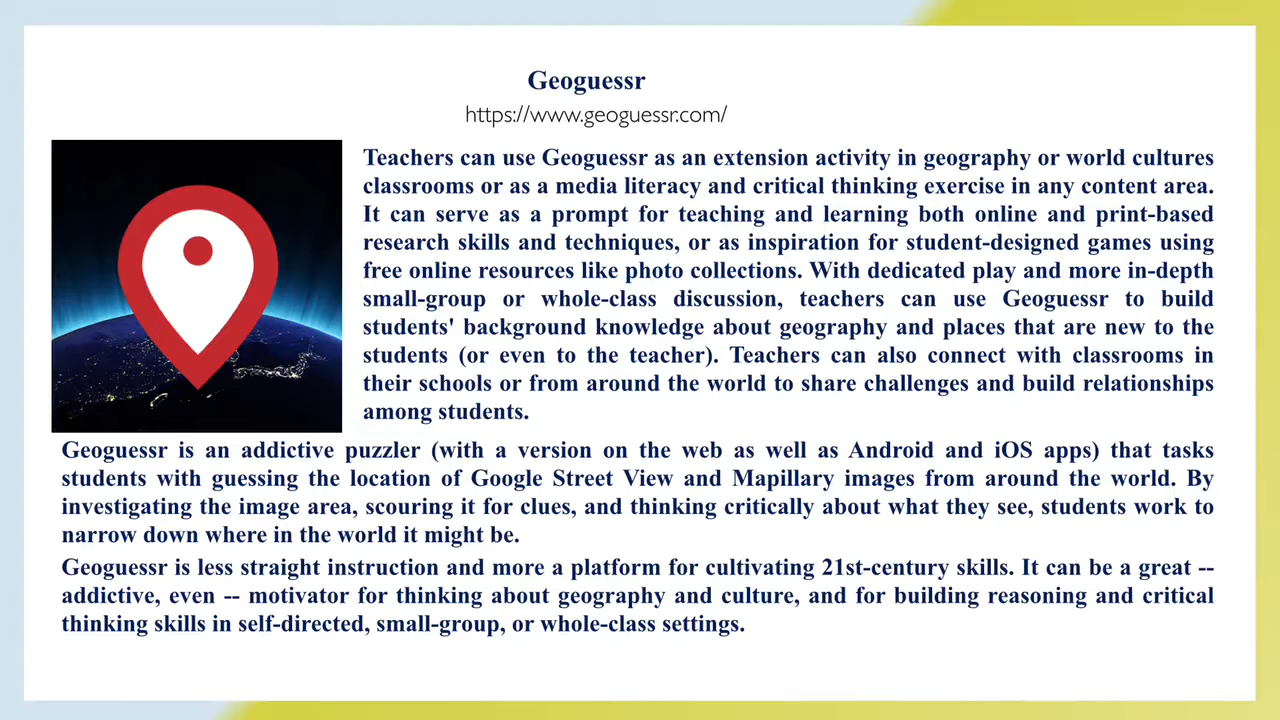 Geoguessr
https://www.geoguessr.com/
Teachers can use Geoguessr as an extension activity in geography or world cultures
classrooms or as a media literacy and critical thinking exercise in any content area.
It can serve as a prompt for teaching and learning both online and print-based
research skills and techniques, or as inspiration for student-designed games using
free online resources like photo collections. With dedicated play and more in-depth
small-group or whole-class discussion, teachers can use Geoguessr to build
students' background knowledge about geography and places that are new to the
students (or even to the teacher). Teachers can also connect with classrooms in
their schools or from around the world to share challenges and build relationships
among students.
Geoguessr is an addictive puzzler (with a version on the web as well as Android and iOS apps) that tasks
students with guessing the location of Google Street View and Mapillary images from around the world. By
investigating the image area, scouring it for clues, and thinking critically about what they see, students work to
narrow down where in the world it might be.
Geoguessr is less straight instruction and more a platform for cultivating 21st-century skills. It can be a great --
addictive, even -- motivator for thinking about geography and culture, and for building reasoning and critical
thinking skills in self-directed, small-group, or whole-class settings.